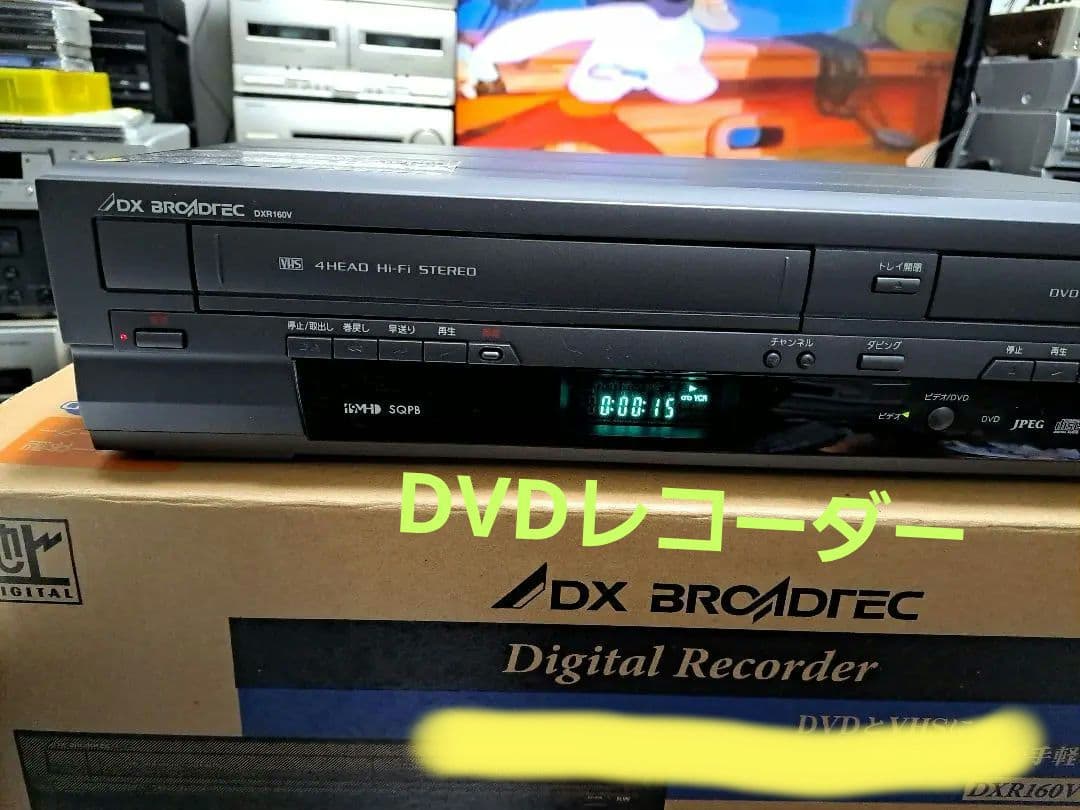 DX BROADTEC DXR160V
VHS 4HEAD Hi-Fi STEREO
トレイ開閉
DVD
停止/取出し 巻戻し 早送り 再生
チャンネル
ダビング
停止 再生
SQPB
VCR
0:00:15
ビデオ/DVD
ビデオ
DVD
JPEG
DVDレコーダー
DX BROADTEC
Digital Recorder
DVDとVHS
手軽
DXR160V